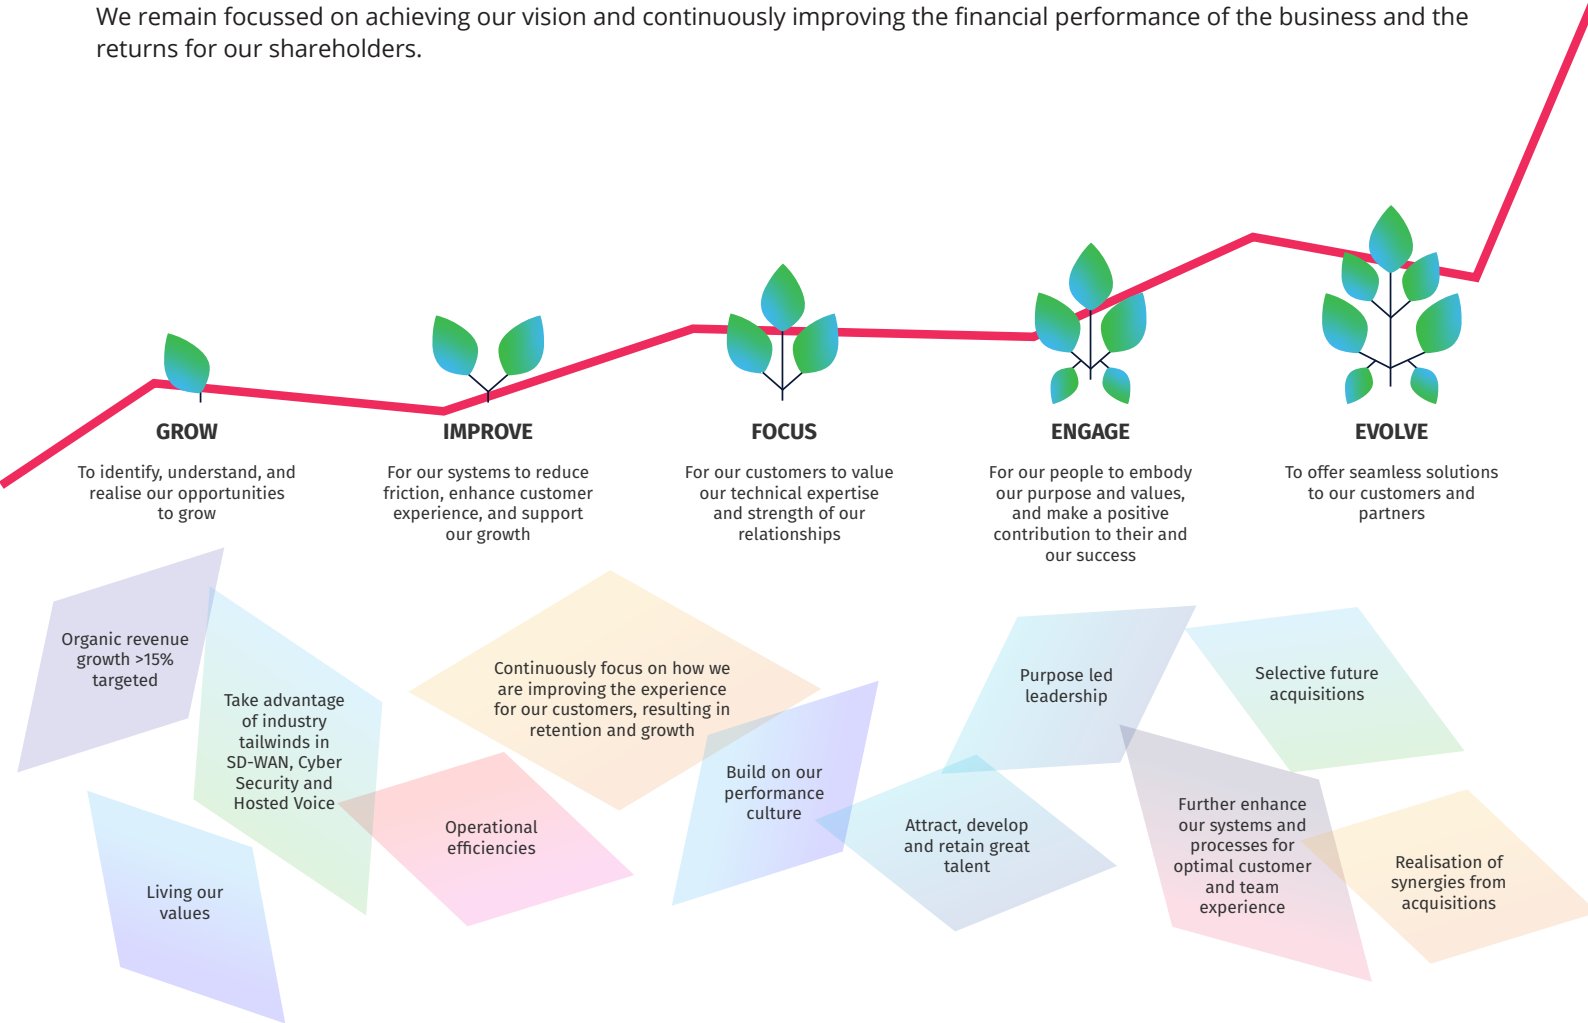 We remain focussed on achieving our vision and continuously improving the financial performance of the business and the
returns for our shareholders.
GROW
To identify, understand, and
realise our opportunities
to grow
IMPROVE
For our systems to reduce
friction, enhance customer
experience, and support
our growth
FOCUS
For our customers to value
our technical expertise
and strength of our
relationships
ENGAGE
For our people to embody
our purpose and values,
and make a positive
contribution to their and
our success
EVOLVE
To offer seamless solutions
to our customers and
partners
Organic revenue
growth >15%
targeted
Take advantage
of industry
tailwinds in
SD-WAN, Cyber
Security and
Hosted Voice
Living our
values
Continuously focus on how we
are improving the experience
for our customers, resulting in
retention and growth
Operational
efficiencies
Build on our
performance
culture
Purpose led
leadership
Attract, develop
and retain great
talent
Selective future
acquisitions
Further enhance
our systems and
processes for
optimal customer
and team
experience
Realisation of
synergies from
acquisitions